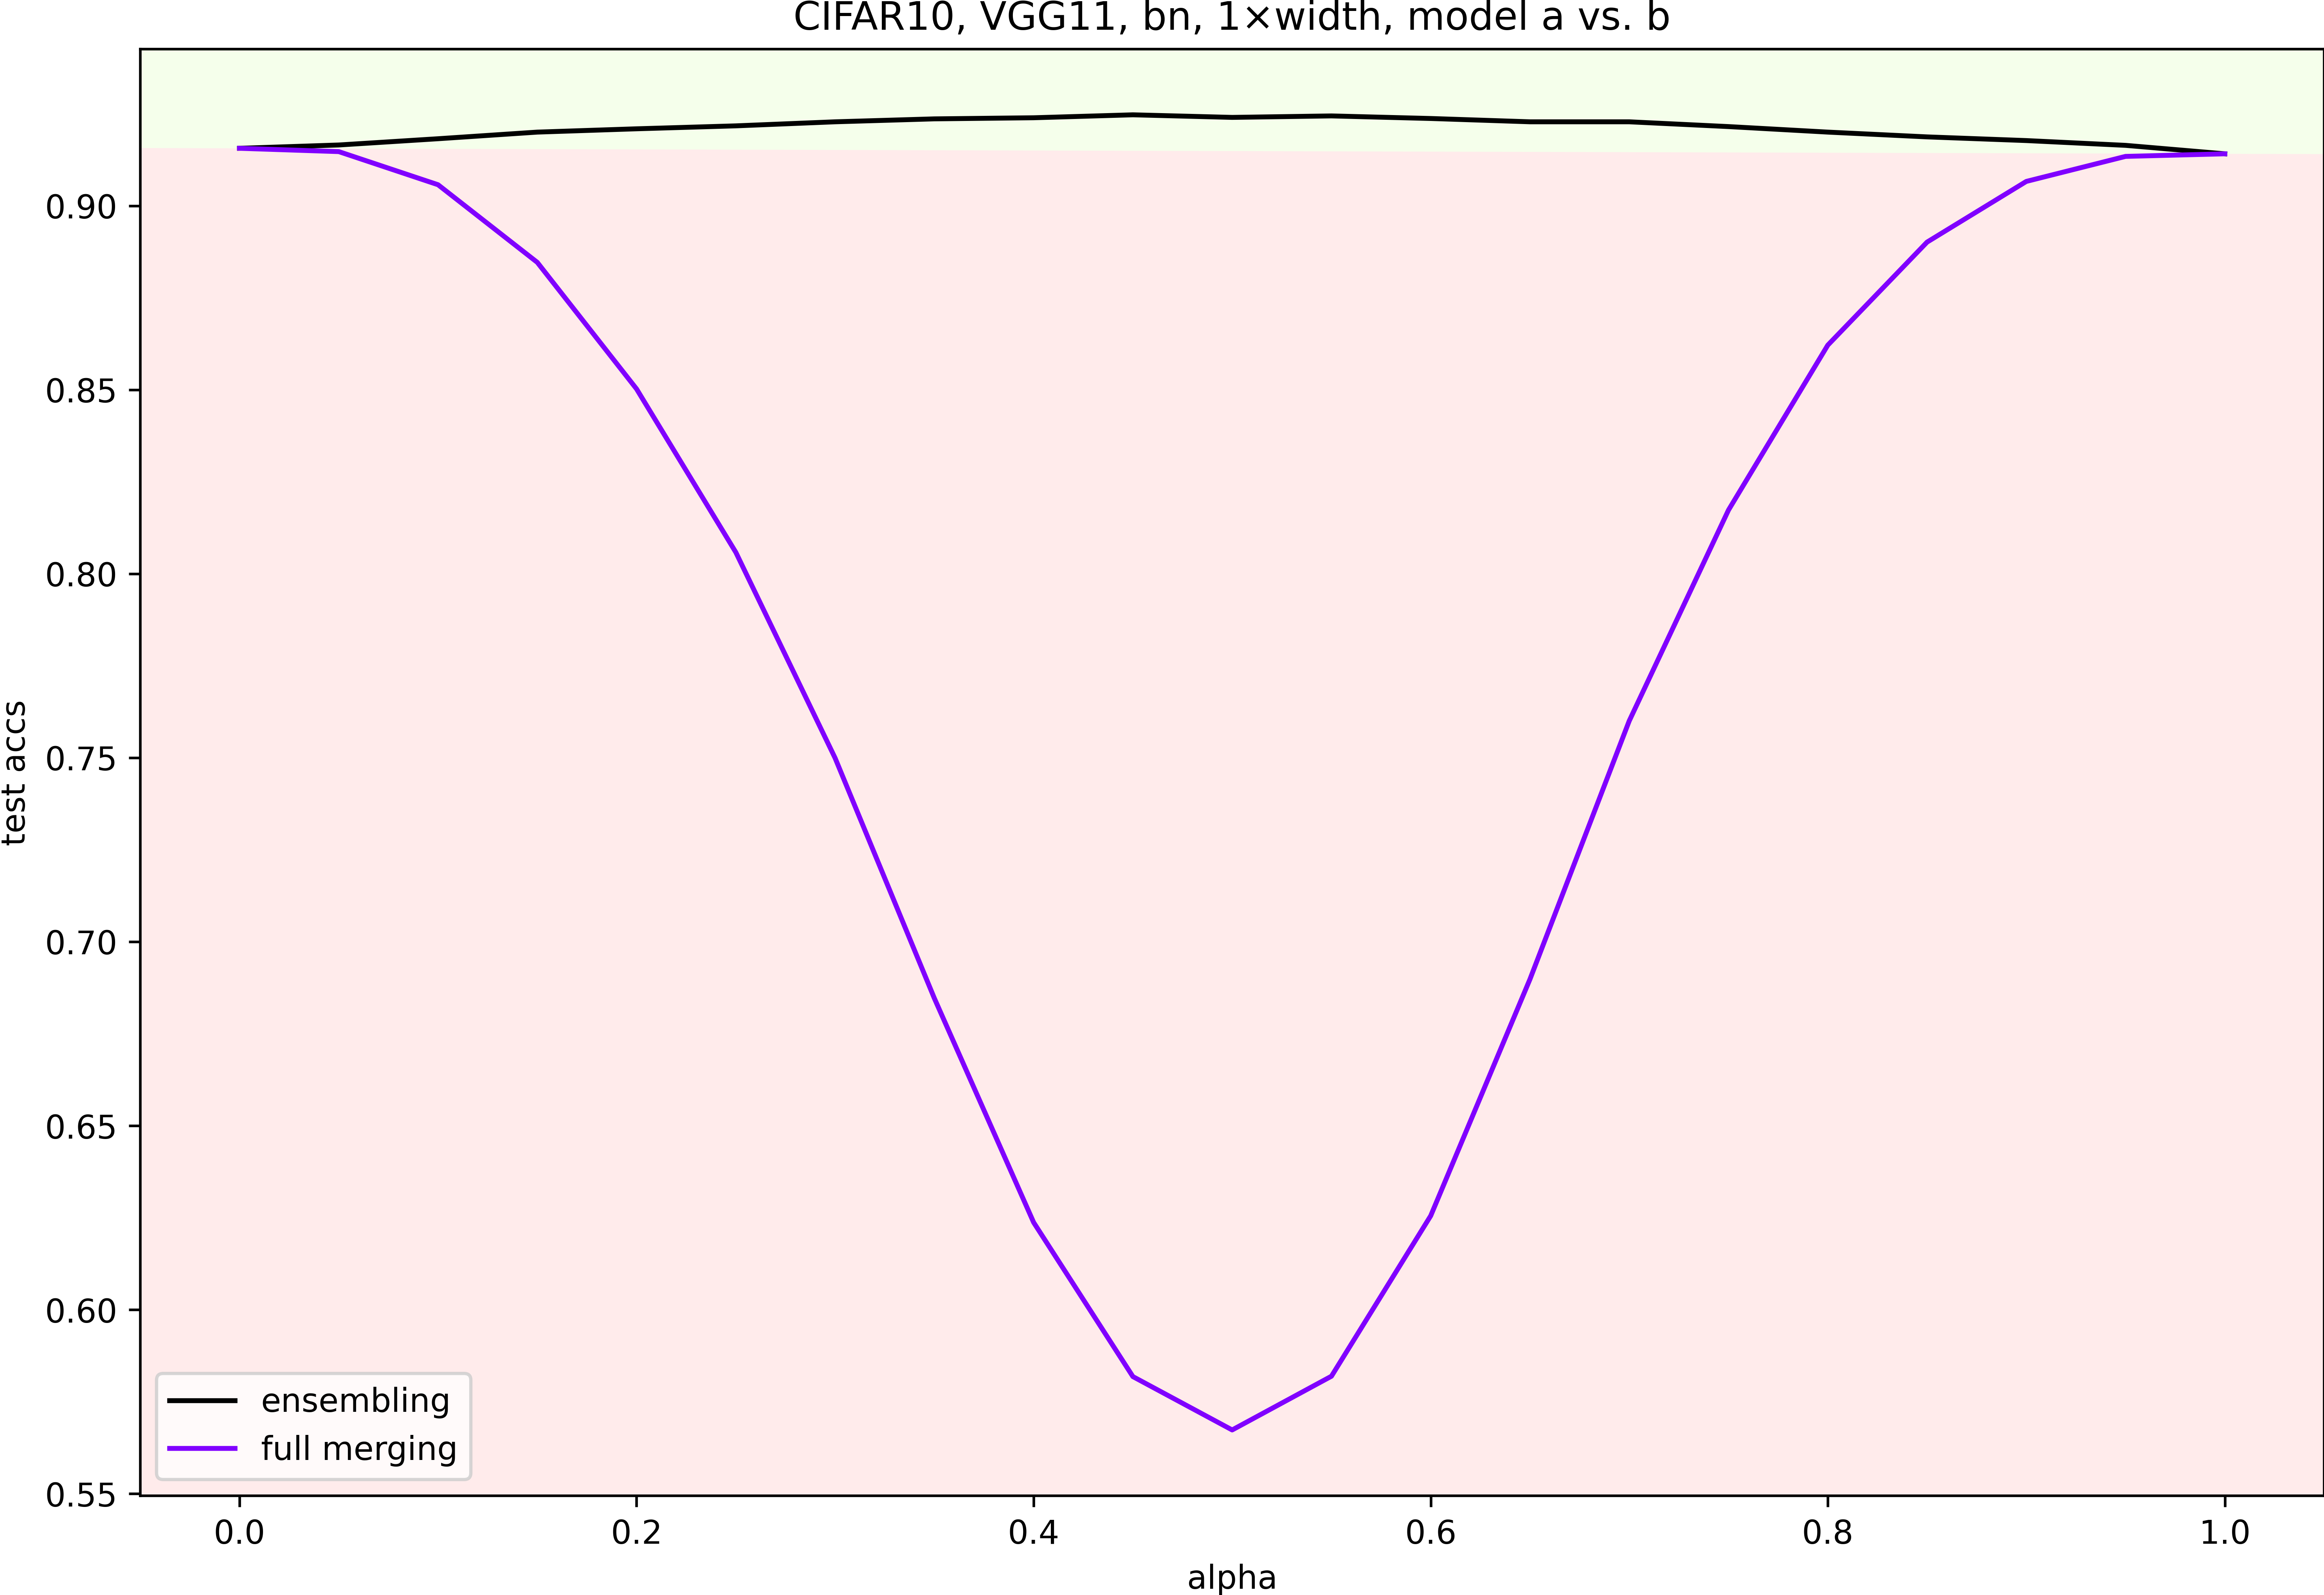 CIFAR10, VGG11, bn, 1×width, model a vs. b
test accs
0.90
0.85
0.80
0.75
0.70
0.65
0.60
0.55
ensembling
full merging
0.0 0.2 0.4 0.6 0.8 1.0
alpha